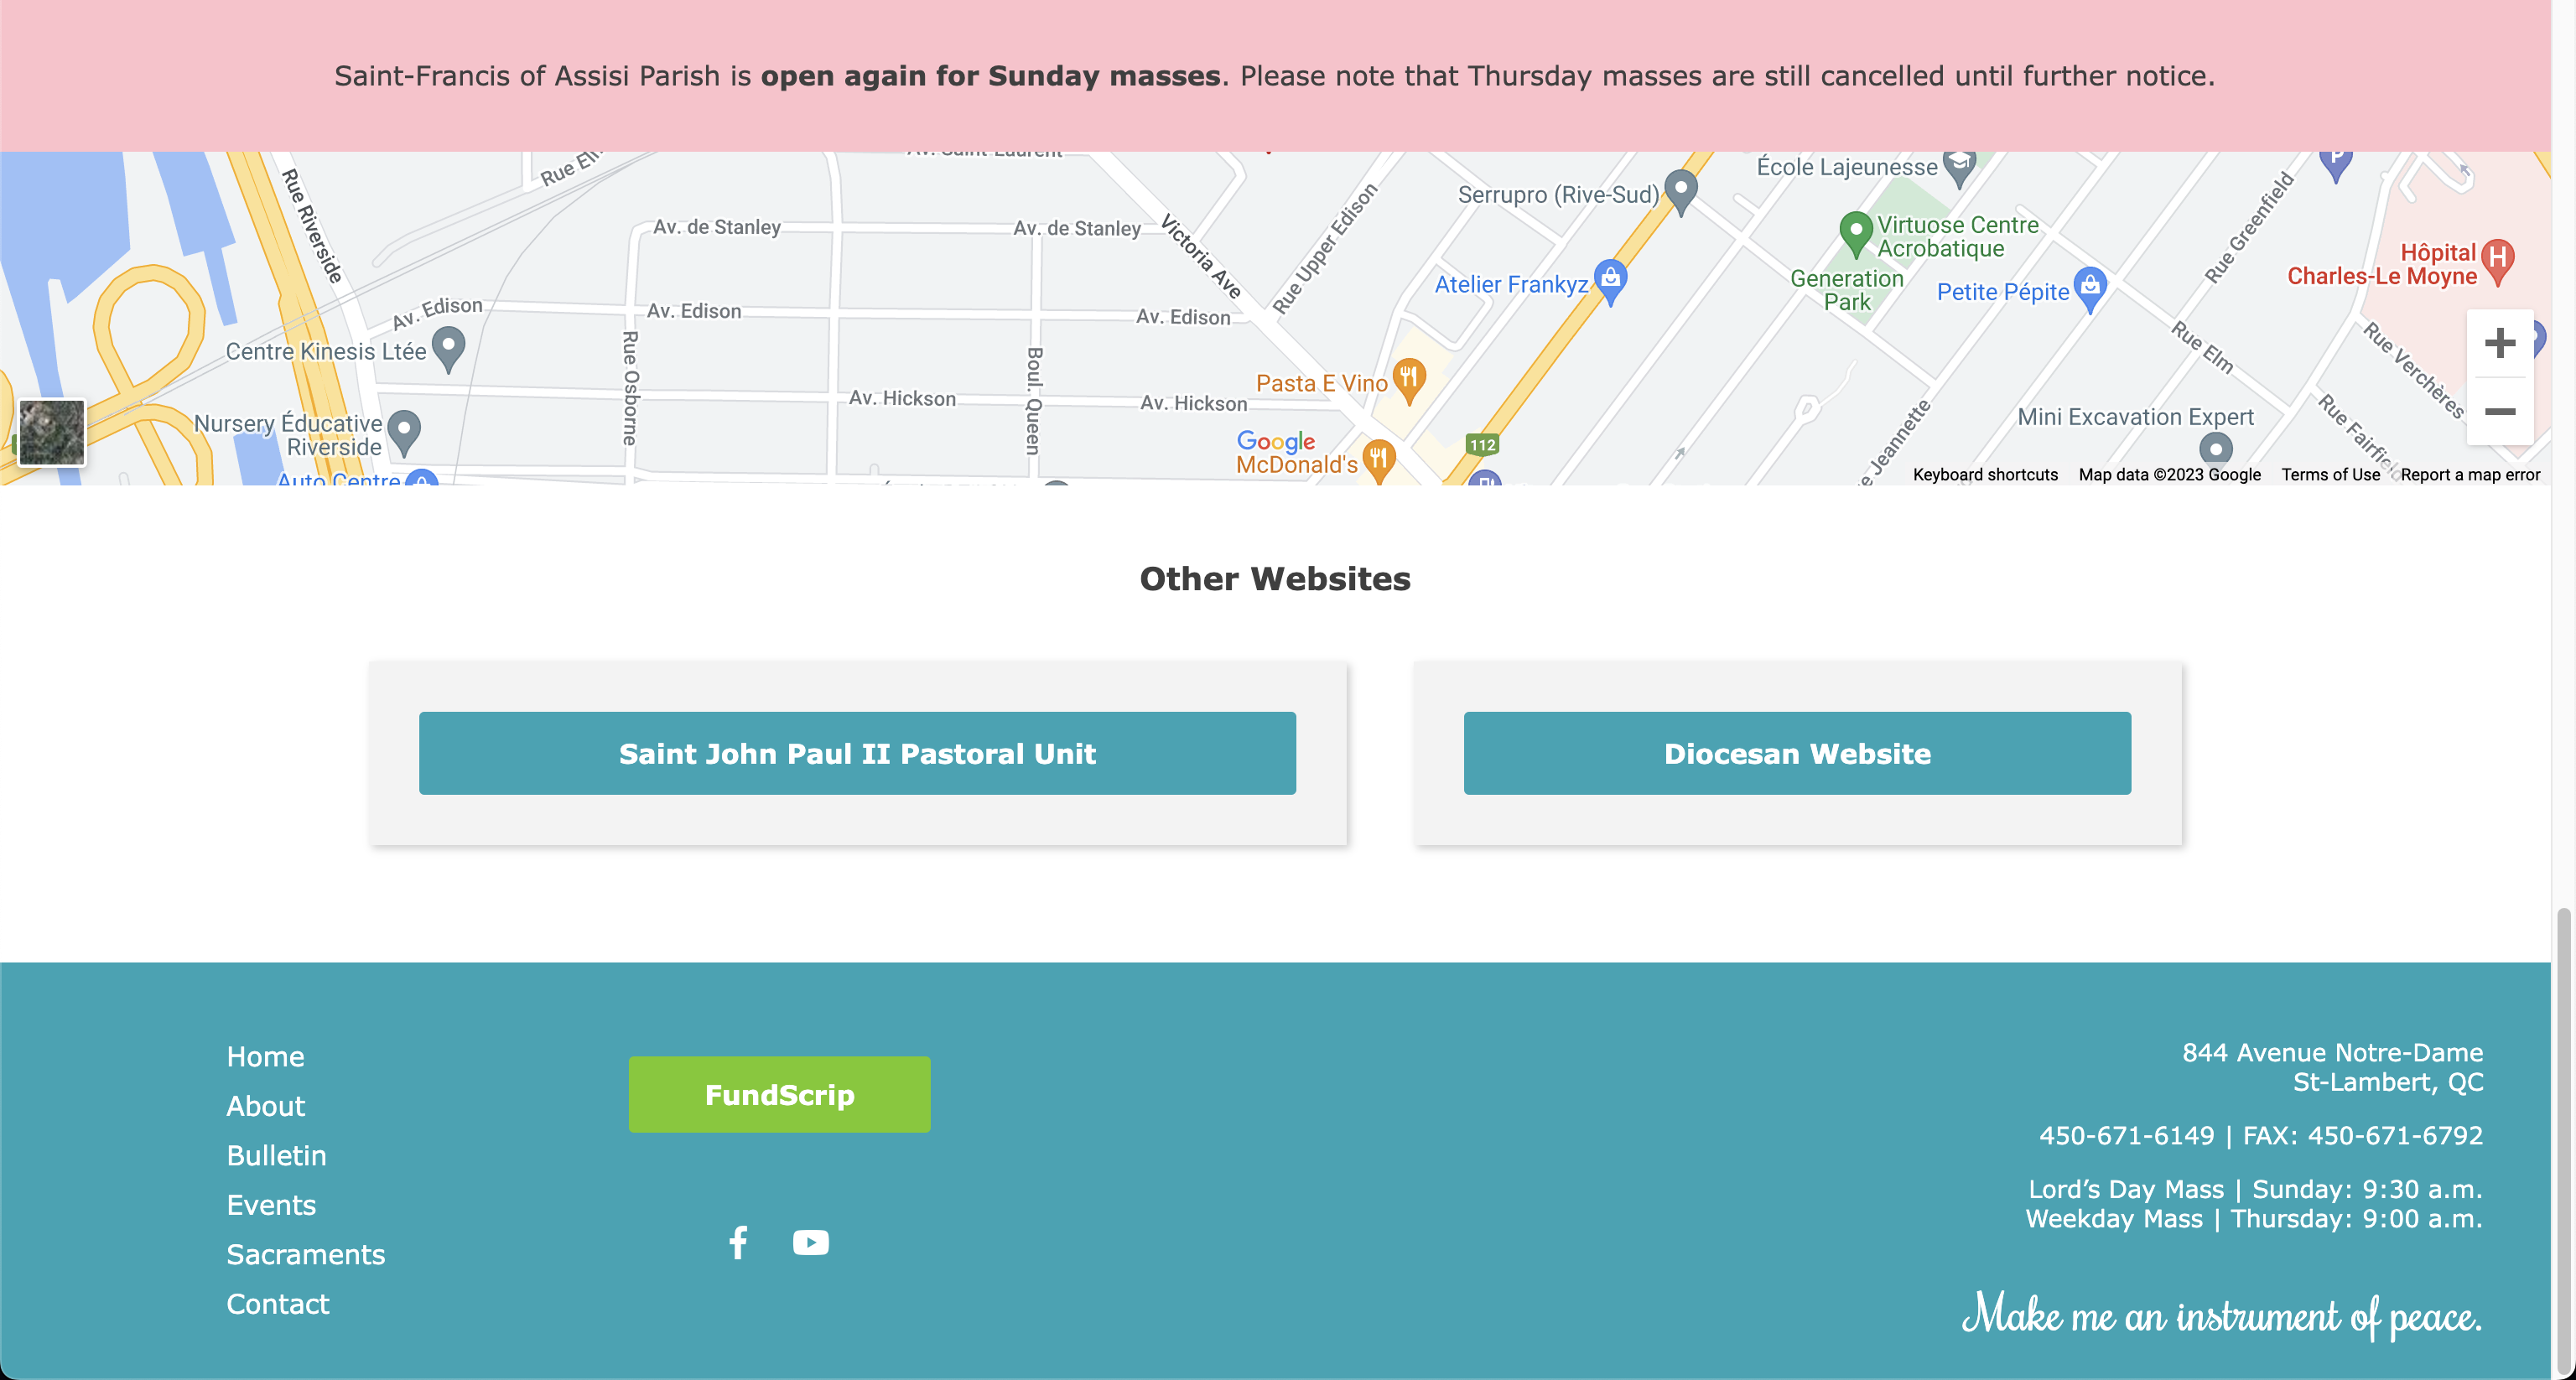 Saint-Francis of Assisi Parish is open again for Sunday masses. Please note that Thursday masses are still cancelled until further notice.
Av. Saint-Laurent
Rue Riverside
École Lajeunesse
Serrupro (Rive-Sud)
Av. de Stanley
Av. de Stanley
Victoria Ave
Rue Upper Edison
Virtuose Centre
Acrobatique
Rue Greenfield
Hôpital
Charles-Le Moyne
H
Atelier Frankyz
Generation
Park
Petite Pépite
Av. Edison
Av. Edison
Av. Edison
Centre Kinesis Ltée
Rue Osborne
Boul. Queen
Rue Elm
Rue Verchères
Pasta E Vino
Av. Hickson
Av. Hickson
Nursery Éducative
Riverside
Google
112
McDonald's
Mini Excavation Expert
Jeannette
Auto Centre
Keyboard shortcuts Map data ©2023 Google Terms of Use Report a map error
Other Websites
Saint John Paul II Pastoral Unit
Diocesan Website
Home
About
Bulletin
Events
Sacraments
Contact
FundScrip
844 Avenue Notre-Dame
St-Lambert, QC
450-671-6149 | FAX: 450-671-6792
Lord’s Day Mass | Sunday: 9:30 a.m.
Weekday Mass | Thursday: 9:00 a.m.
Make me an instrument of peace.